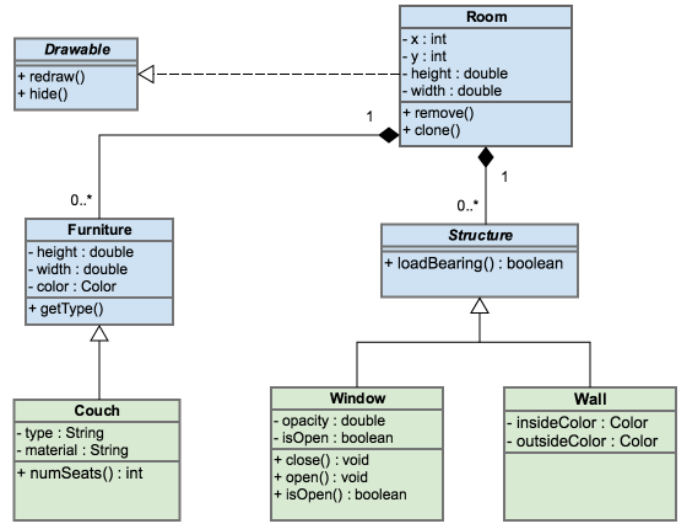 Room
- x : int
- y : int
- height : double
- width : double
+ remove()
+ clone()
Drawable
+ redraw()
+ hide()
1
1
0..*
0..*
Furniture
- height : double
- width : double
- color : Color
+ getType()
Structure
+ loadBearing() : boolean
Couch
- type : String
- material : String
+ numSeats() : int
Window
- opacity : double
- isOpen : boolean
+ close() : void
+ open() : void
+ isOpen() : boolean
Wall
- insideColor : Color
- outsideColor : Color